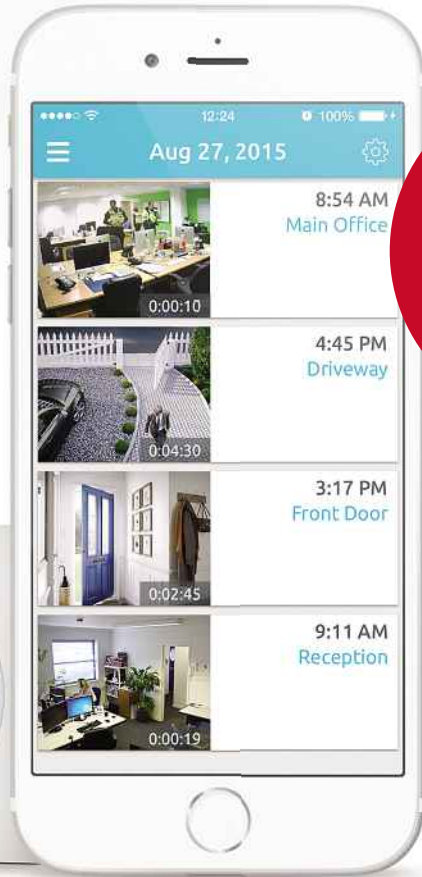 12:24
100%
Aug 27, 2015
8:54 AM
Main Office
0:00:10
4:45 PM
Driveway
0:04:30
3:17 PM
Front Door
0:02:45
9:11 AM
Reception
0:00:19